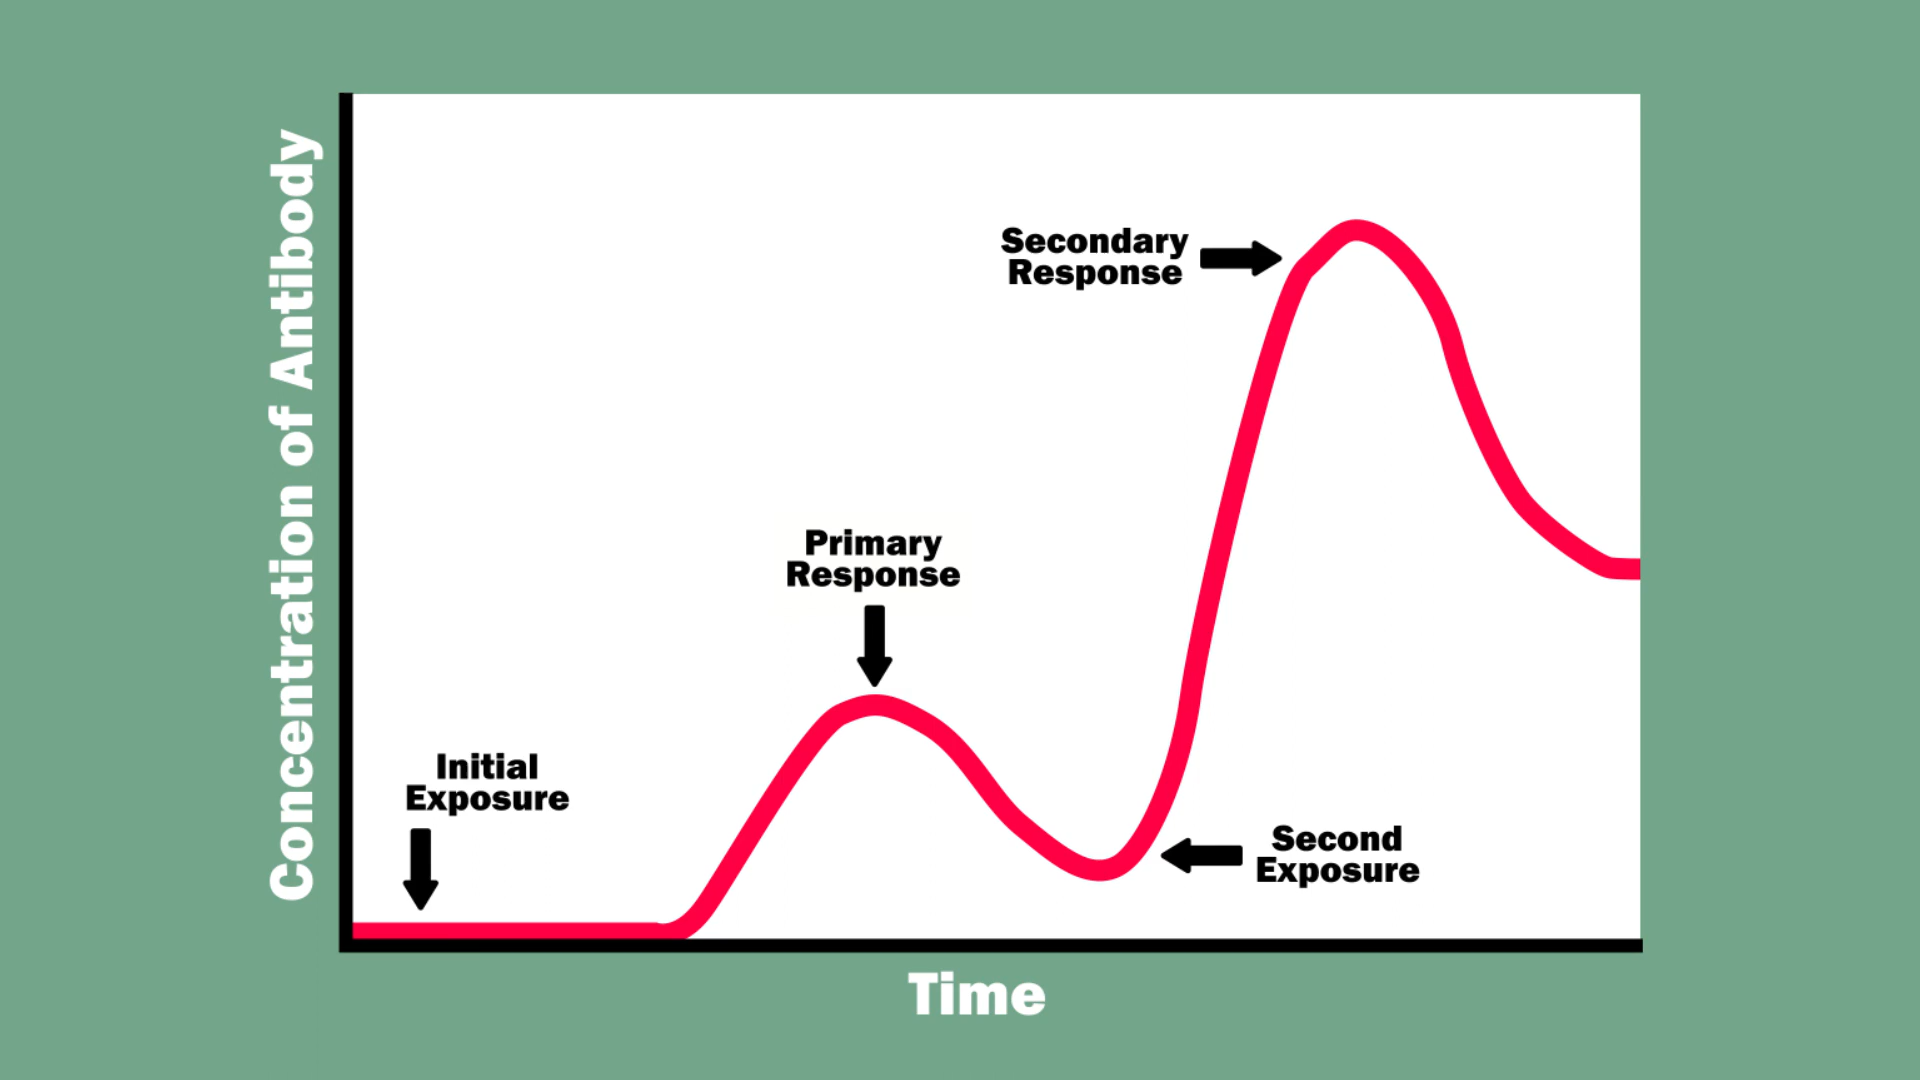 Concentration of Antibody
Secondary
Response
Primary
Response
Initial
Exposure
Second
Exposure
Time